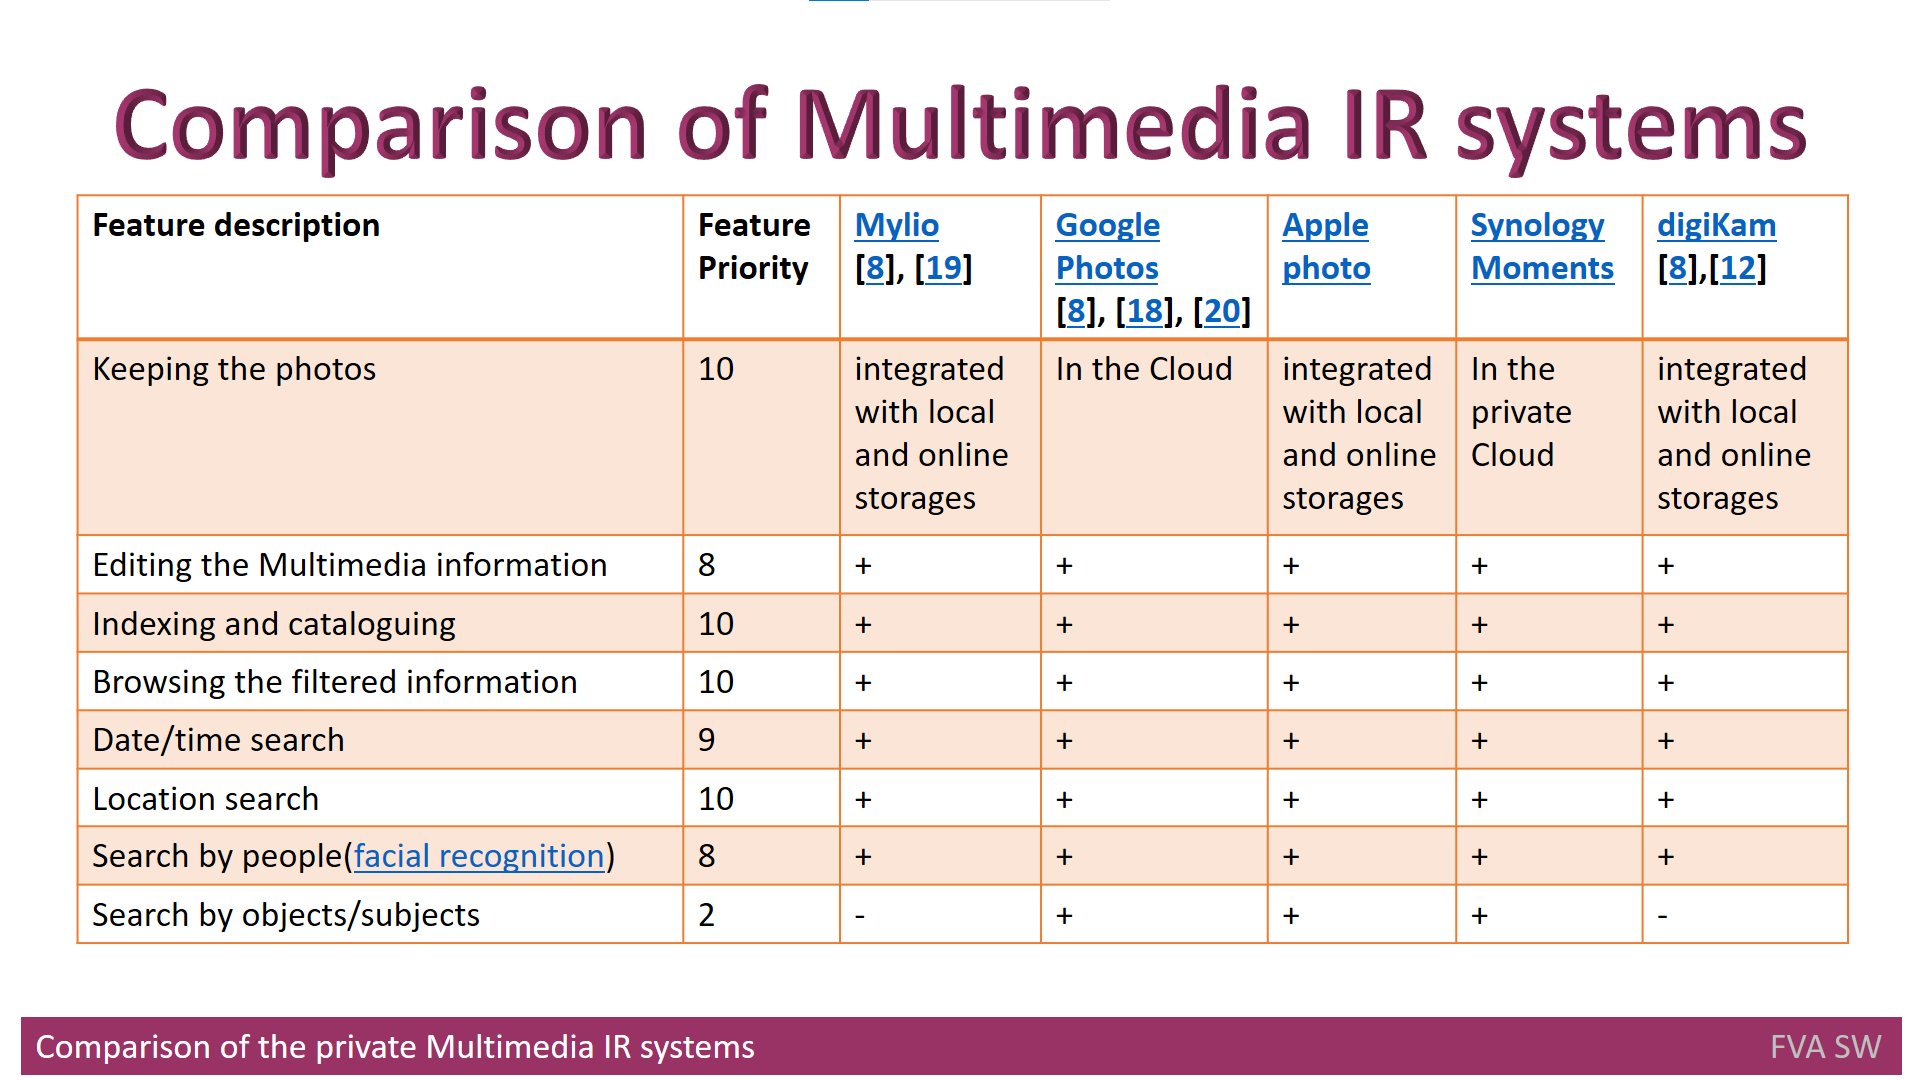 Comparison of Multimedia IR systems
Feature description
Feature
Priority
Mylio
[8], [19]
Google
Photos
[8], [18], [20]
Apple
photo
Synology
Moments
digiKam
[8],[12]
Keeping the photos
10
integrated
with local
and online
storages
In the Cloud
integrated
with local
and online
storages
In the
private
Cloud
integrated
with local
and online
storages
Editing the Multimedia information 8 + + + + +
Indexing and cataloguing 10 + + + + +
Browsing the filtered information 10 + + + + +
Date/time search 9 + + + + +
Location search 10 + + + + +
Search by people(facial recognition) 8 + + + + +
Search by objects/subjects 2 - + + + -
Comparison of the private Multimedia IR systems
FVA SW